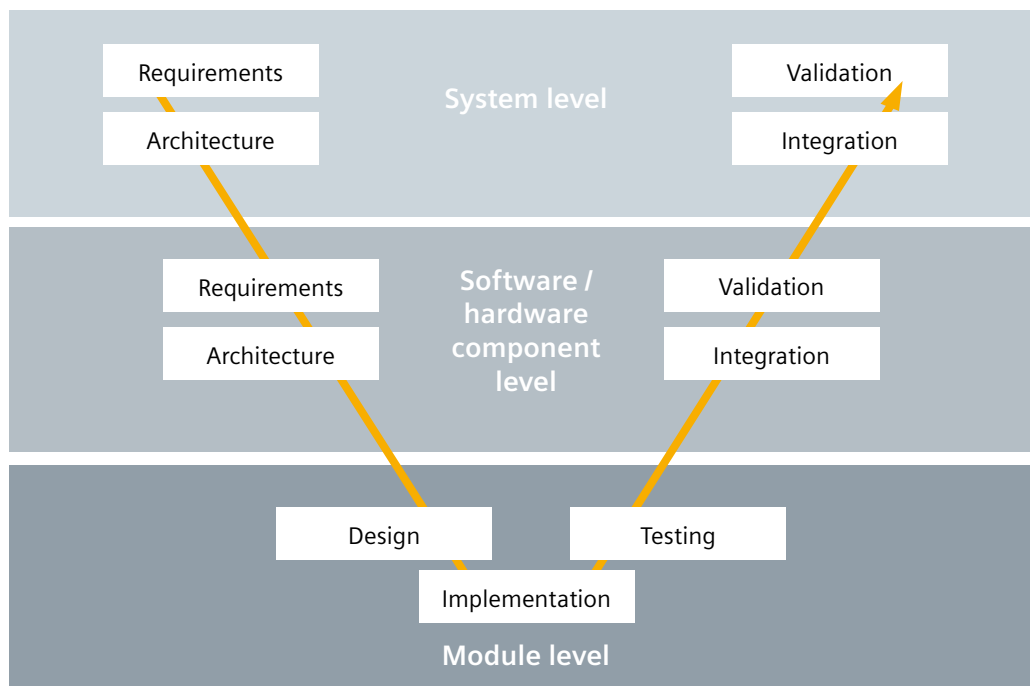 Requirements
Validation
System level
Architecture
Integration
Software /
hardware
component
level
Requirements
Validation
Architecture
Integration
Design
Testing
Implementation
Module level